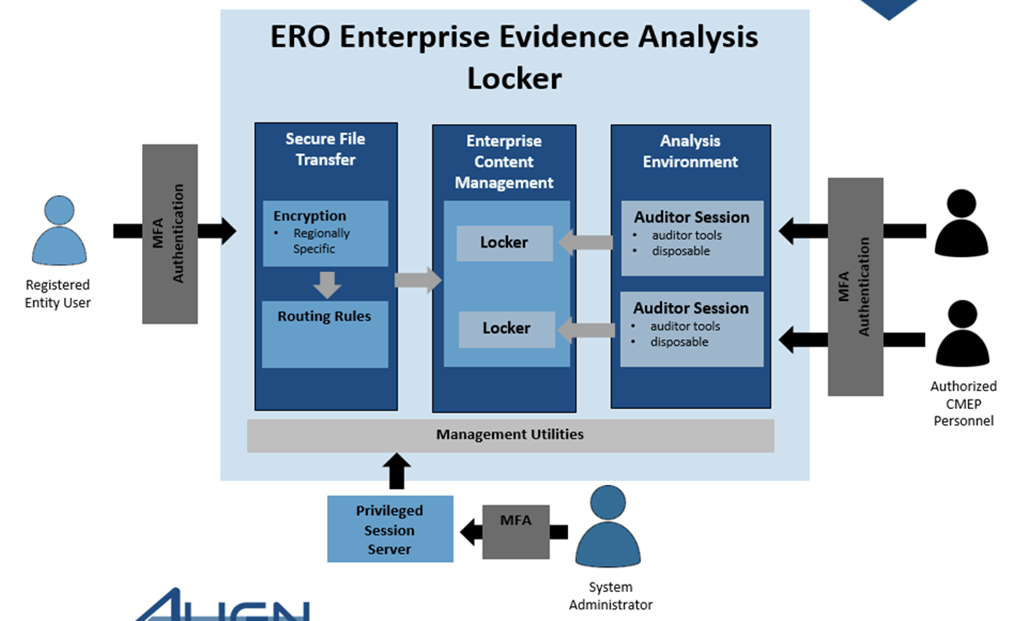 ERO Enterprise Evidence Analysis
Locker
Secure File
Transfer
Enterprise
Content
Management
Analysis
Environment
MFA
Authentication
Encryption
• Regionally
Specific
Routing Rules
Locker
Locker
Auditor Session
• auditor tools
• disposable
Auditor Session
• auditor tools
• disposable
MFA
Authentication
Registered
Entity User
Authorized
CMEP
Personnel
Management Utilities
Privileged
Session
Server
MFA
System
Administrator
ALIGN